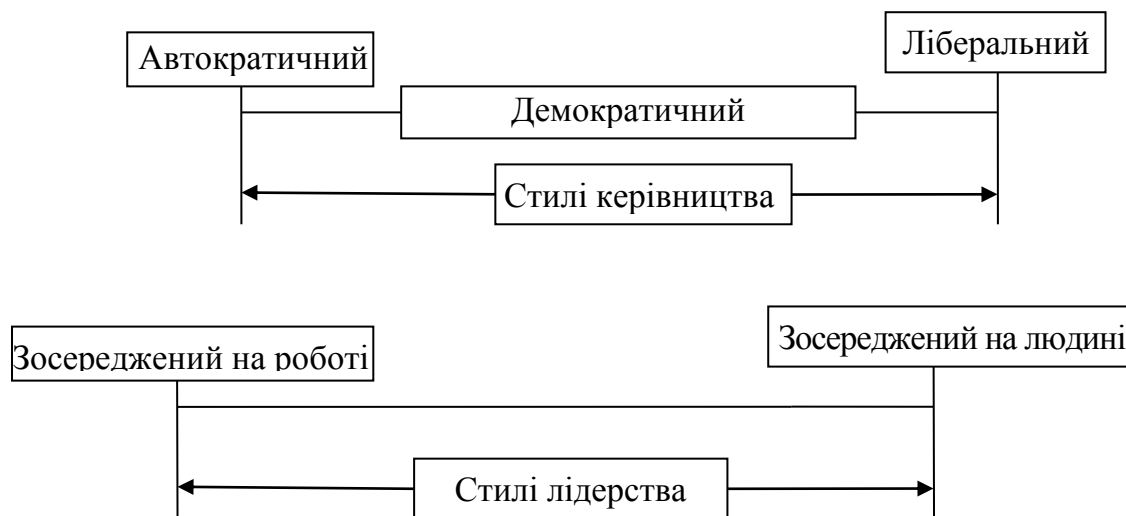 Автократичний
Ліберальний
Демократичний
Стилі керівництва
Зосереджений на роботі
Зосереджений на людині
Стилі лідерства